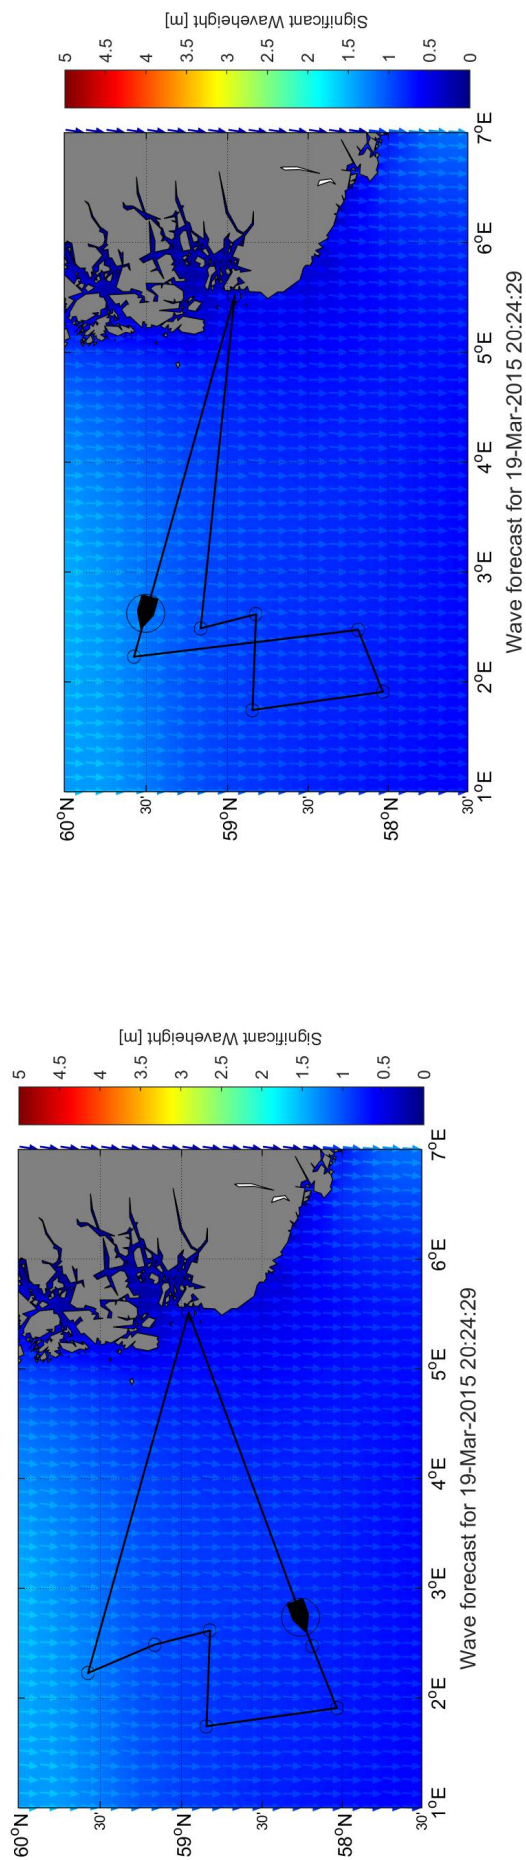 60°N
30'
59°N
30'
58°N
30'
1°E
2°E
3°E
4°E
5°E
6°E
7°E
Wave forecast for 19-Mar-2015 20:24:29
5
4.5
4
3.5
3
2.5
2
1.5
1
0.5
0
Significant Waveheight [m]
60°N
30'
59°N
30'
58°N
30'
1°E
2°E
3°E
4°E
5°E
6°E
7°E
Wave forecast for 19-Mar-2015 20:24:29
5
4.5
4
3.5
3
2.5
2
1.5
1
0.5
0
Significant Waveheight [m]